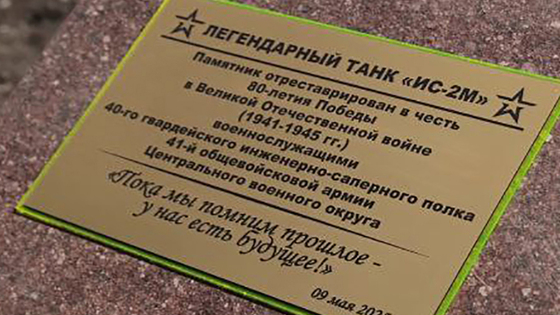 ЛЕГЕНДАРНЫЙ ТАНК «ИС-2М»
Памятник отреставрирован в честь
80-летия Победы
в Великой Отечественной войне
(1941-1945 гг.)
военнослужащими
40-го гвардейского инженерно-саперного полка
41-й общевойсковой армии
Центрального военного округа
«Пока мы помним прошлое -
у нас есть будущее!»
09 мая